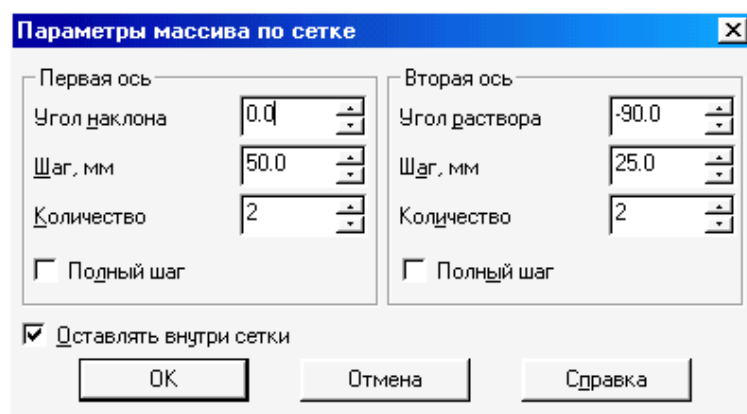 Параметры массива по сетке
Первая ось
Вторая ось
Угол наклона 0.0
Угол раствора -90.0
Шаг, мм 50.0
Шаг, мм 25.0
Количество 2
Количество 2
Полный шаг
Полный шаг
Оставлять внутри сетки
OK Отмена Справка